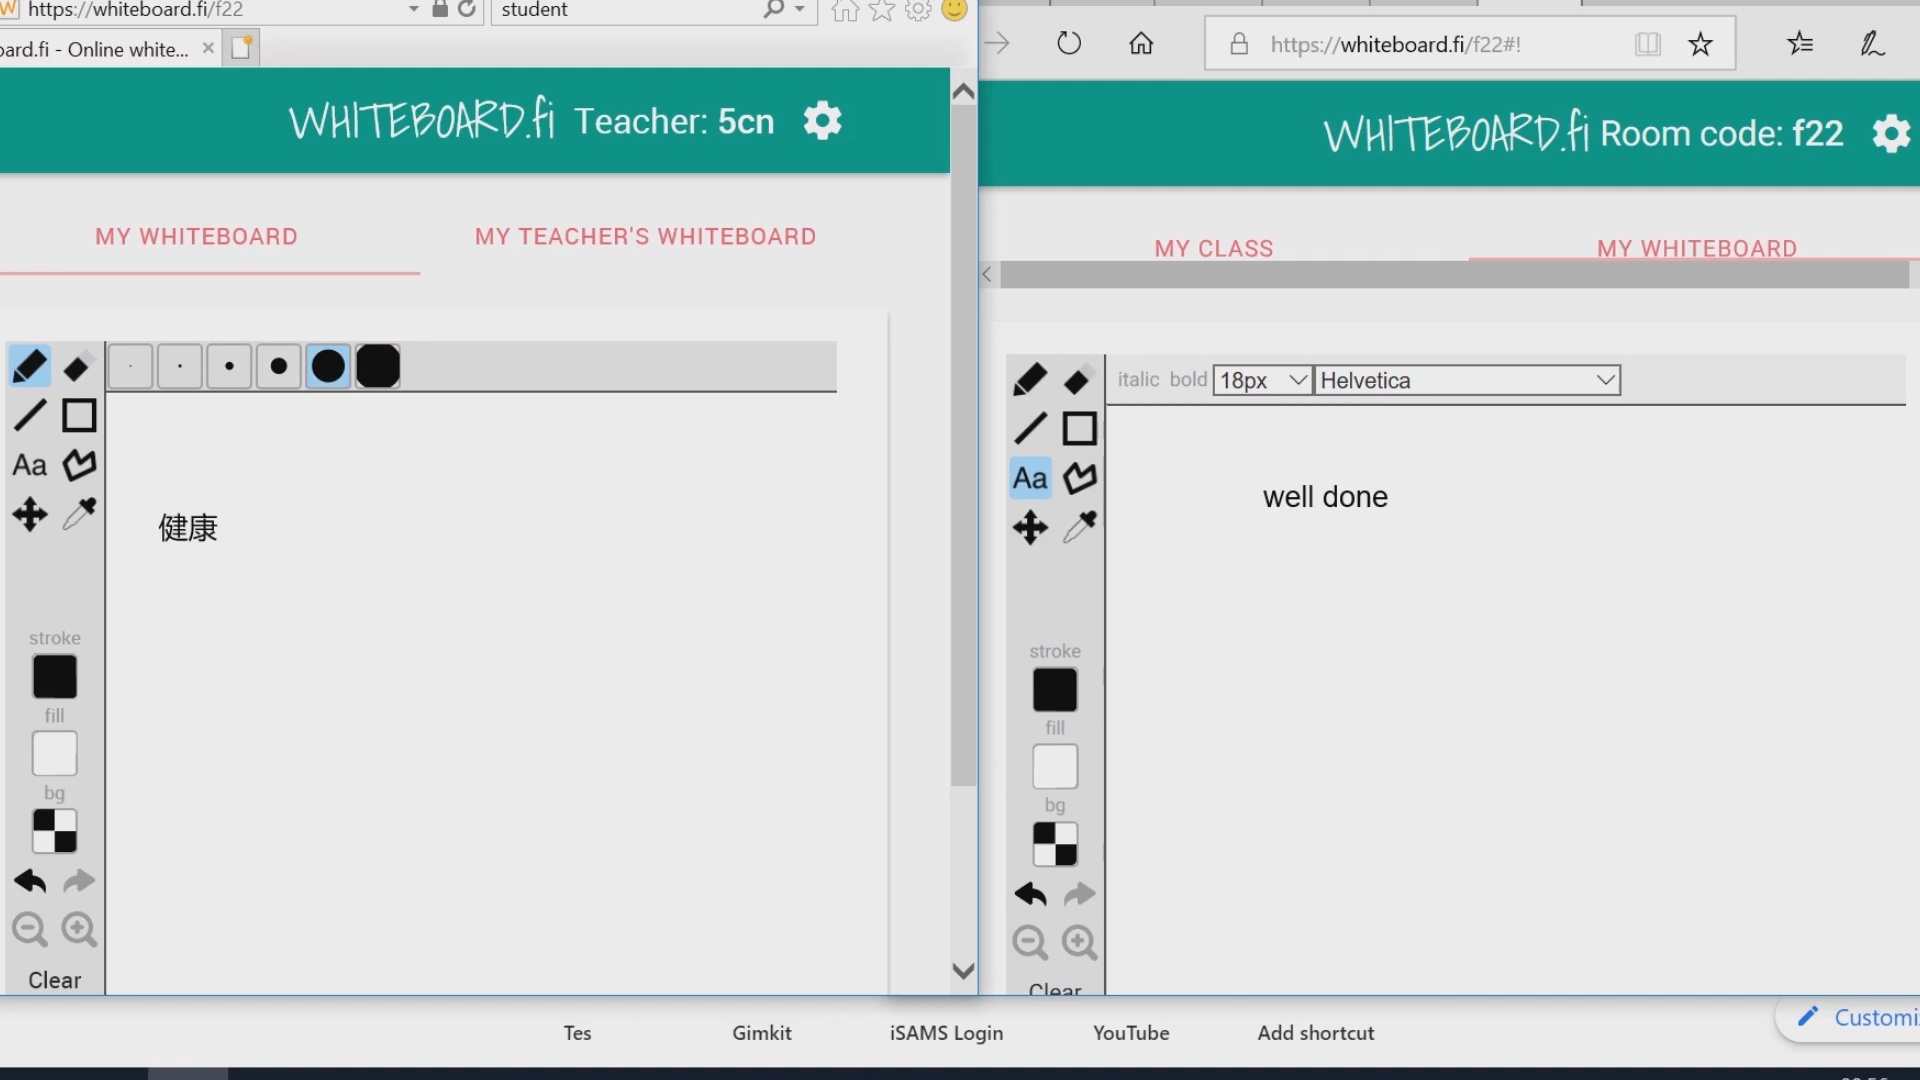 https://whiteboard.fi/f22
student
oard.fi - Online white...
https://whiteboard.fi/f22#!
WHITEBOARD.fi Teacher: 5cn
WHITEBOARD.fi Room code: f22
MY WHITEBOARD
MY TEACHER'S WHITEBOARD
MY CLASS
MY WHITEBOARD
italic bold 18px Helvetica
Aa
Aa
健康
well done
stroke
fill
bg
Clear
stroke
fill
bg
Clear
Tes
Gimkit
iSAMS Login
YouTube
Add shortcut
Customi